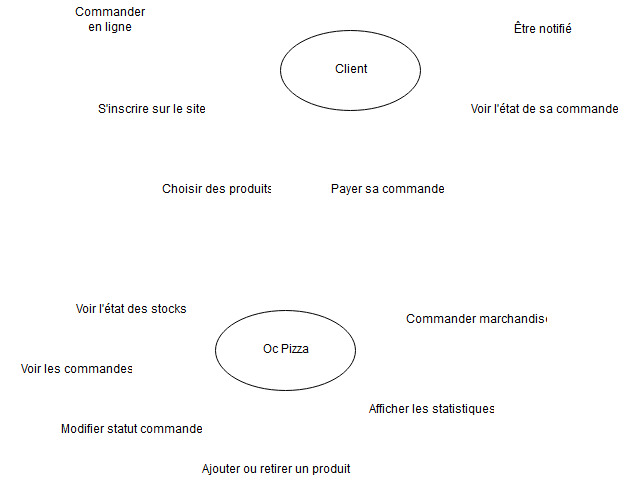 Commander
en ligne
Être notifié
Client
S'inscrire sur le site
Voir l'état de sa commande
Choisir des produits
Payer sa commande
Voir l'état des stocks
Commander marchandise
Oc Pizza
Voir les commandes
Afficher les statistiques
Modifier statut commande
Ajouter ou retirer un produit